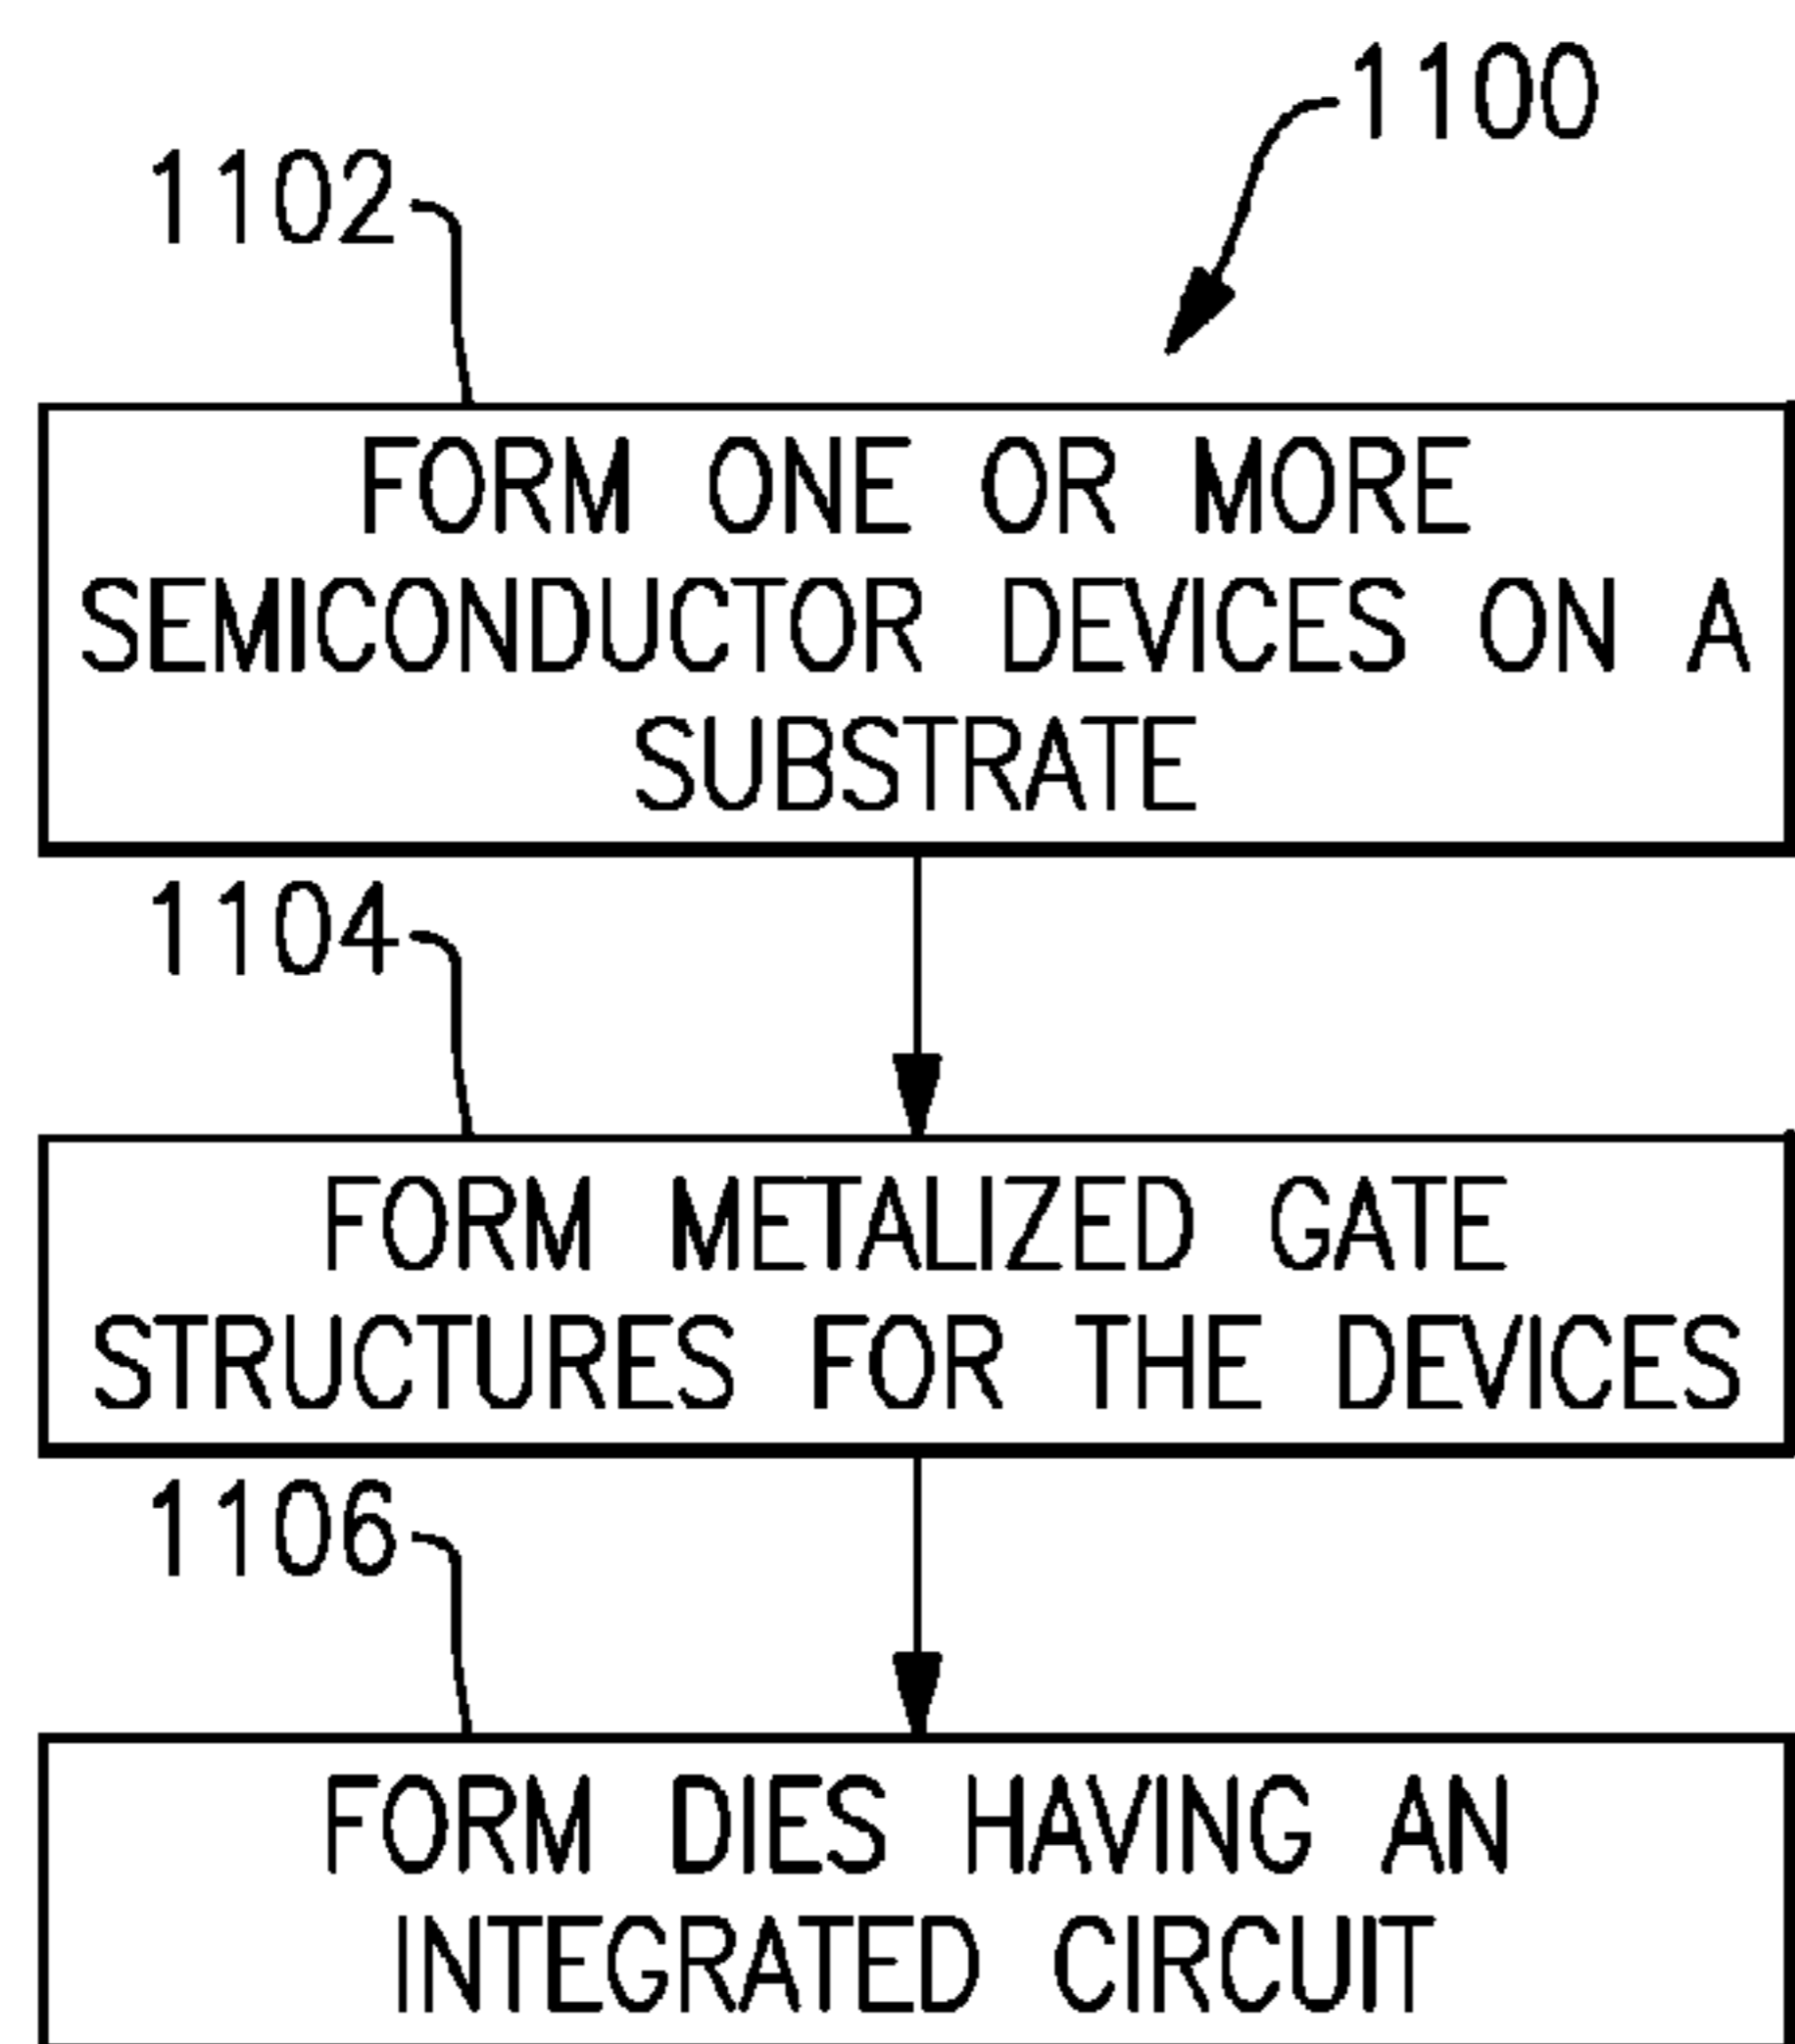 1100
1102
FORM ONE OR MORE
SEMICONDUCTOR DEVICES ON A
SUBSTRATE
1104
FORM METALIZED GATE
STRUCTURES FOR THE DEVICES
1106
FORM DIES HAVING AN
INTEGRATED CIRCUIT